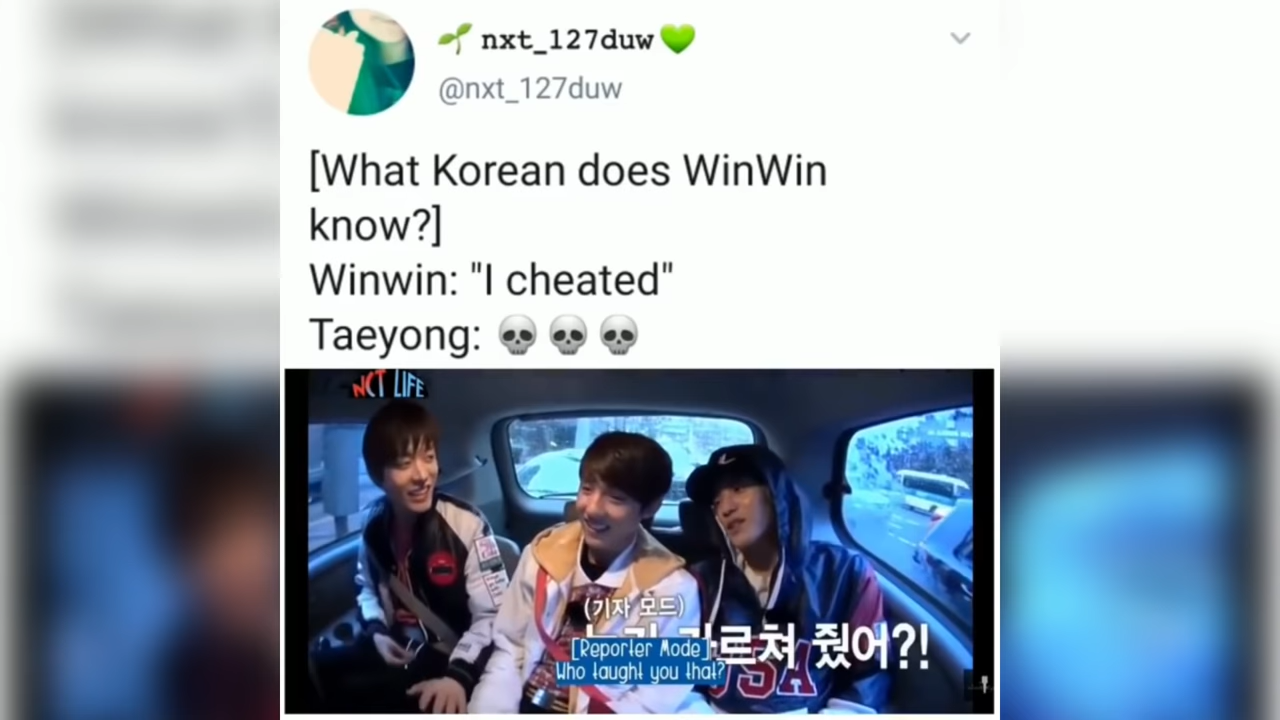 🌱 nxt_127duw💚
@nxt_127duw
[What Korean does WinWin
know?]
Winwin: "I cheated"
Taeyong: 💀💀💀
NCT LIFE
(기자 모드)
르쳐 줬어?!
[Reporter Mode]
Who taught you that?
USA